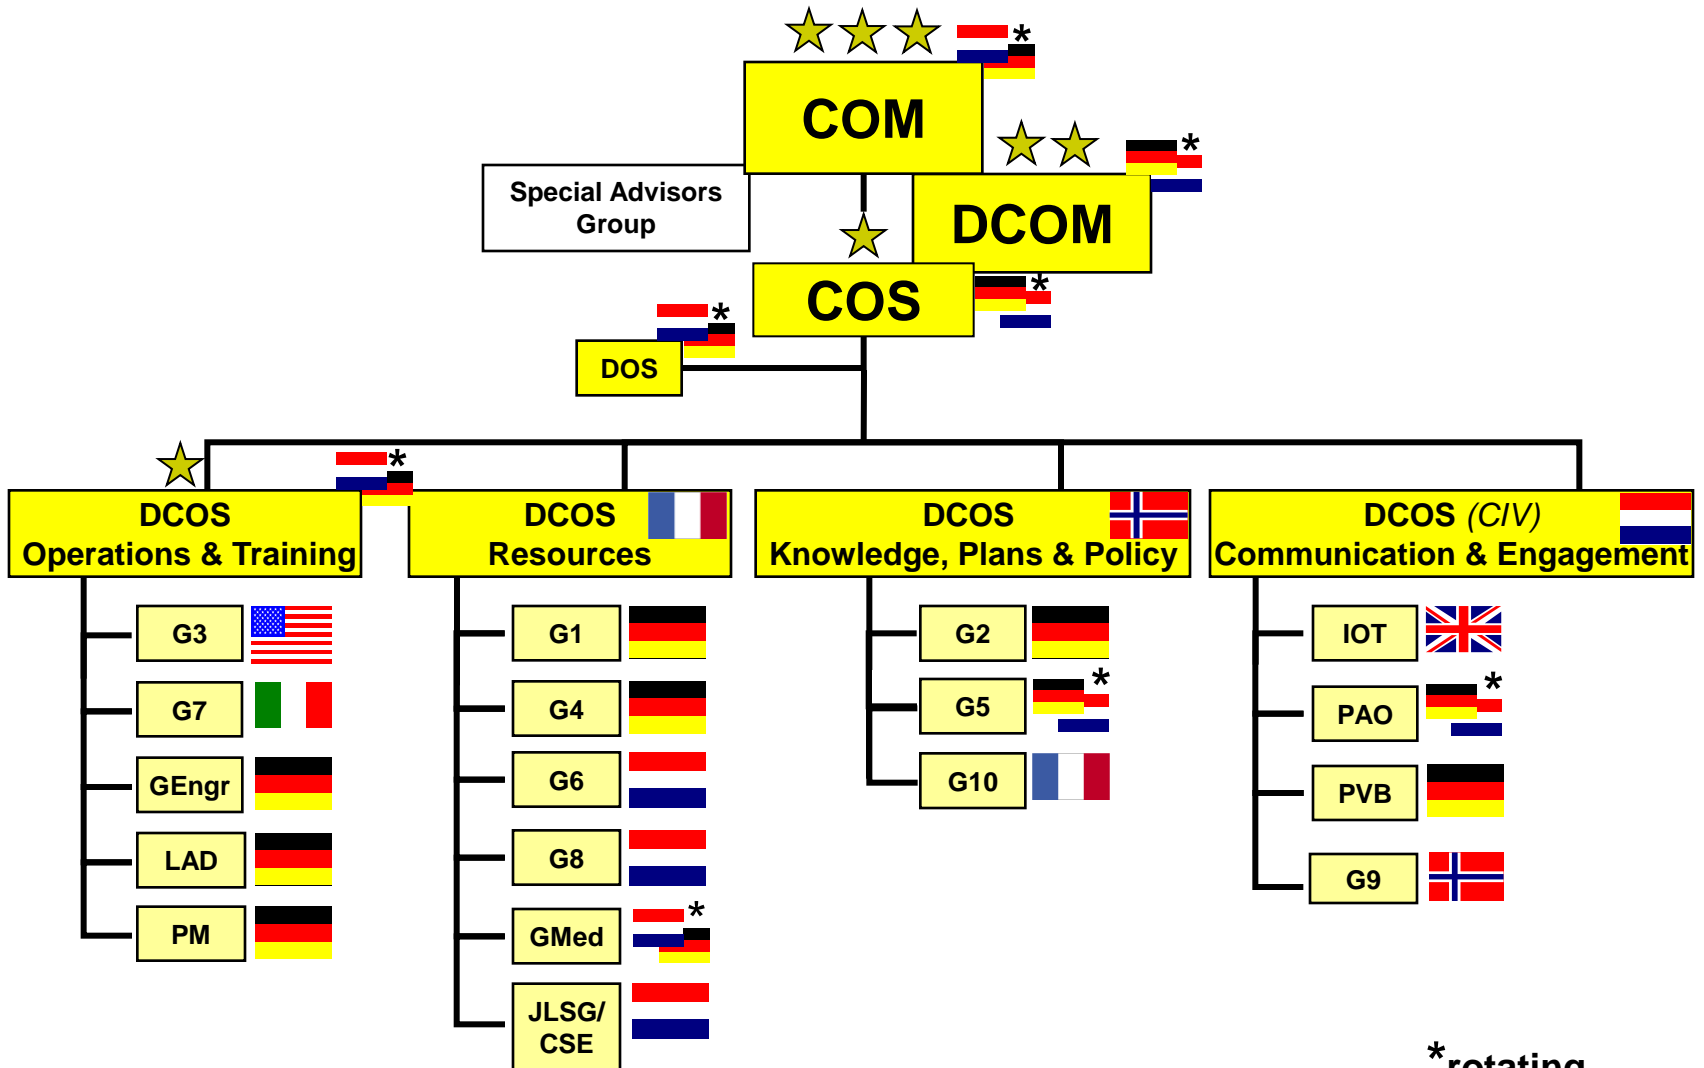 *
COM
*
Special Advisors
Group
DCOM
*
COS
*
DOS
*
DCOS
Operations & Training
DCOS
Resources
DCOS
Knowledge, Plans & Policy
DCOS (CIV)
Communication & Engagement
G3
G7
GEngr
LAD
PM
G1
G4
G6
G8
GMed
*
JLSG/
CSE
G2
G5
*
G10
IOT
PAO
*
PVB
G9
*rotating